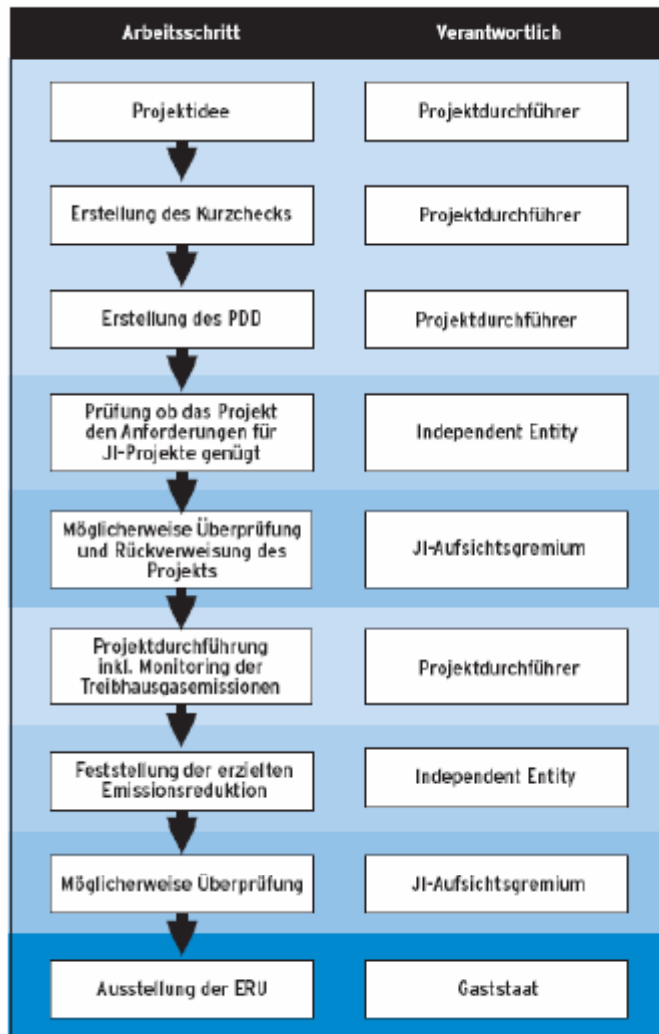 Arbeitsschritt Verantwortlich
Projektidee Projektdurchführer
Erstellung des Kurzchecks Projektdurchführer
Erstellung des PDD Projektdurchführer
Prüfung ob das Projekt
den Anforderungen für
JI-Projekte genügt
Independent Entity
Möglicherweise Überprüfung
und Rückverweisung des
Projekts
JI-Aufsichtsgremium
Projektdurchführung
inkl. Monitoring der
Treibhausgasemissionen
Projektdurchführer
Feststellung der erzielten
Emissionsreduktion
Independent Entity
Möglicherweise Überprüfung JI-Aufsichtsgremium
Ausstellung der ERU Gaststaat